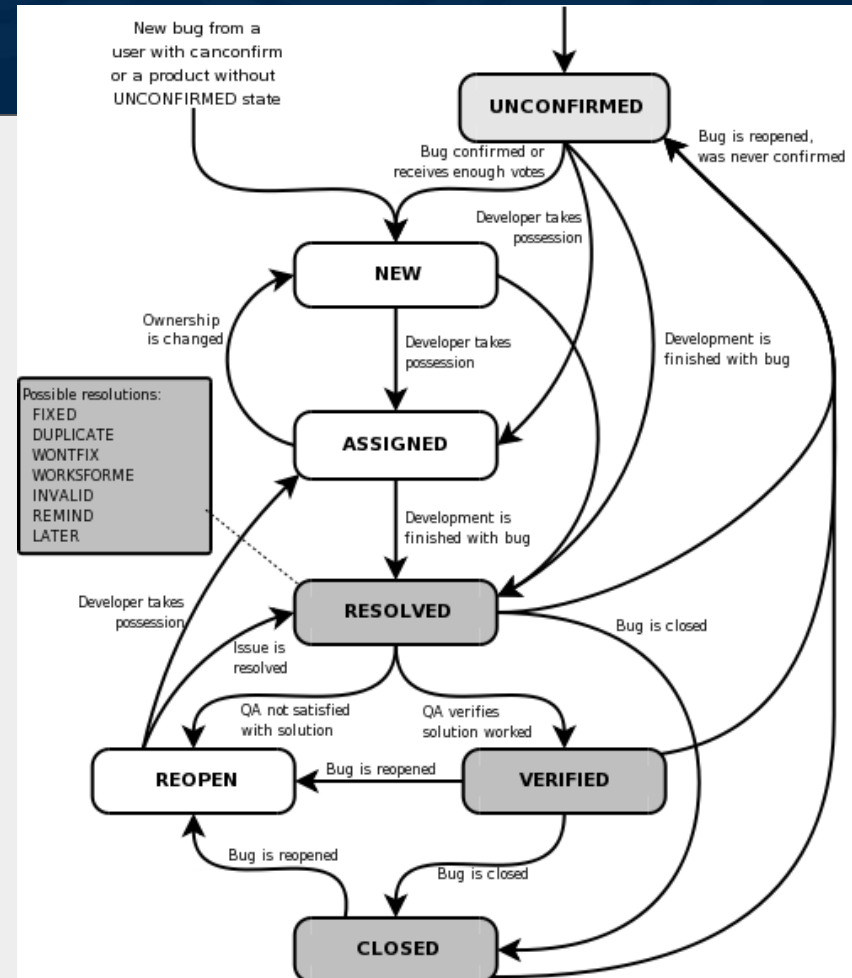 New bug from a
user with canconfirm
or a product without
UNCONFIRMED state
UNCONFIRMED
Bug is reopened,
was never confirmed
Bug confirmed or
receives enough votes
Developer takes
possession
NEW
Ownership
is changed
Developer takes
possession
Development is
finished with bug
Possible resolutions:
FIXED
DUPLICATE
WONTFIX
WORKSFORME
INVALID
REMIND
LATER
ASSIGNED
Development is
finished with bug
RESOLVED
Developer takes
possession
Issue is
resolved
Bug is closed
QA not satisfied
with solution
QA verifies
solution worked
REOPEN
Bug is reopened
VERIFIED
Bug is reopened
Bug is closed
CLOSED